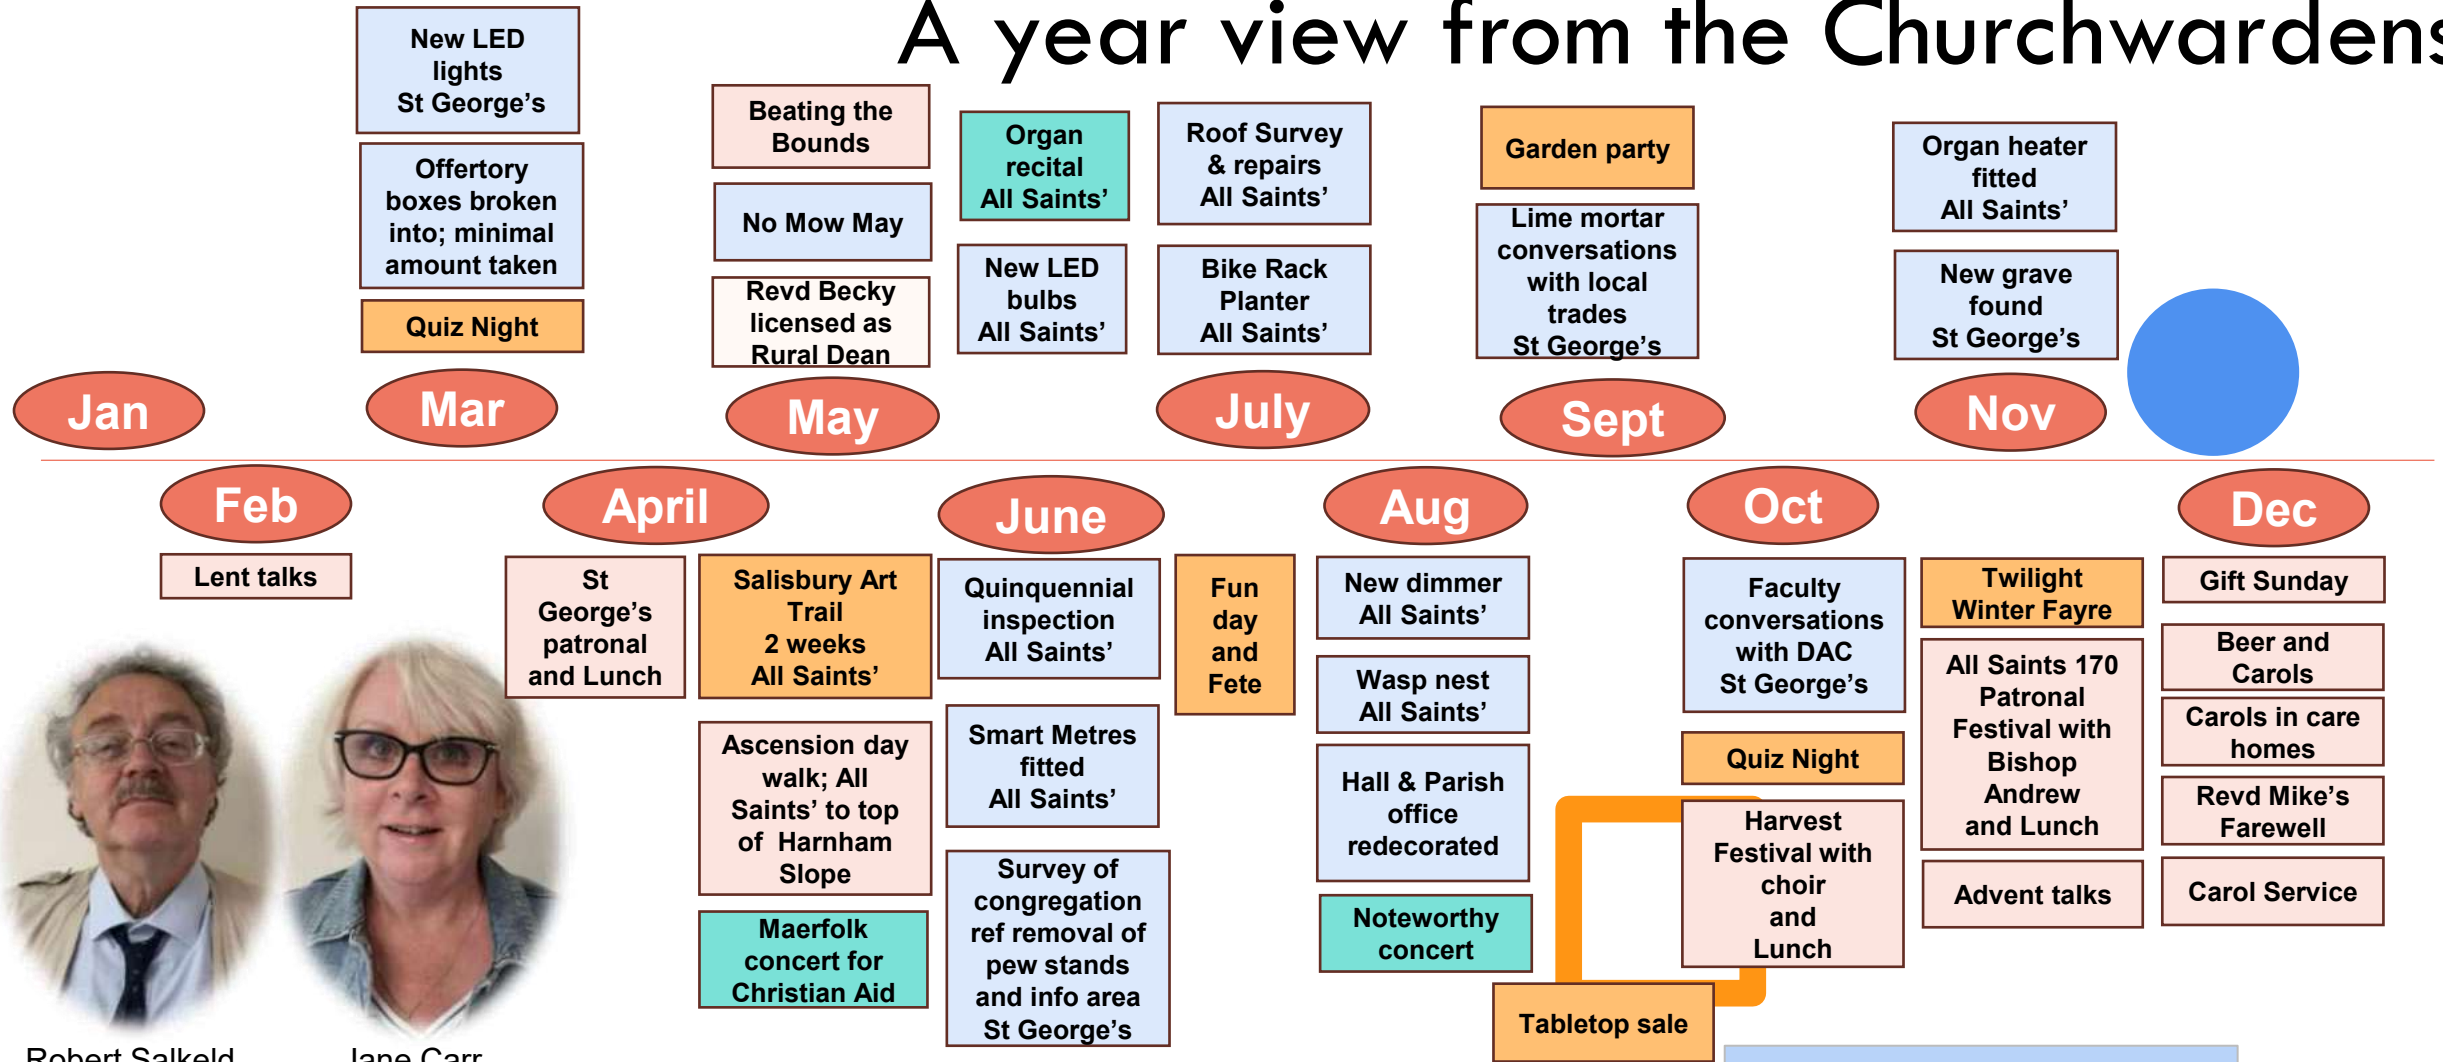 A year view from the Churchwardens
New LED
lights
St George's
Offertory
boxes broken
into; minimal
amount taken
Quiz Night
Beating the
Bounds
No Mow May
Revd Becky
licensed as
Rural Dean
Organ
recital
All Saints'
New LED
bulbs
All Saints'
Roof Survey
& repairs
All Saints'
Bike Rack
Planter
All Saints'
Garden party
Lime mortar
conversations
with local
trades
St George's
Organ heater
fitted
All Saints'
New grave
found
St George's
Jan
Mar
May
July
Sept
Nov
Feb
April
June
Aug
Oct
Dec
Lent talks
St
George's
patronal
and Lunch
Salisbury Art
Trail
2 weeks
All Saints'
Ascension day
walk; All
Saints' to top
of Harnham
Slope
Maerfolk
concert for
Christian Aid
Quinquennial
inspection
All Saints'
Smart Metres
fitted
All Saints'
Survey of
congregation
ref removal of
pew stands
and info area
St George's
Fun
day
and
Fete
New dimmer
All Saints'
Wasp nest
All Saints'
Hall & Parish
office
redecorated
Noteworthy
concert
Faculty
conversations
with DAC
St George's
Quiz Night
Harvest
Festival with
choir
and
Lunch
Tabletop sale
Twilight
Winter Fayre
All Saints 170
Patronal
Festival with
Bishop
Andrew
and Lunch
Advent talks
Gift Sunday
Beer and
Carols
Carols in care
homes
Revd Mike's
Farewell
Carol Service
Robert Salkeld
Jane Carr